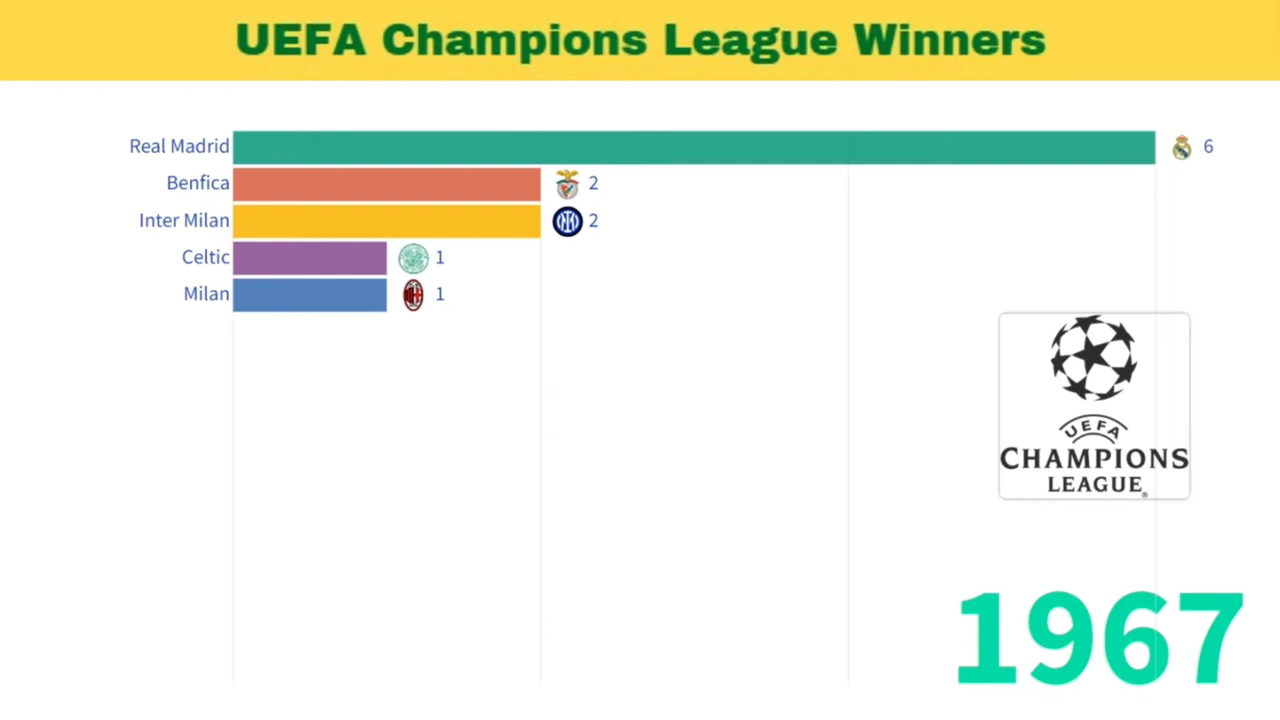 UEFA Champions League Winners
Real Madrid 6
Benfica 2
Inter Milan 2
Celtic 1
Milan 1
UEFA
CHAMPIONS
LEAGUE®
1967